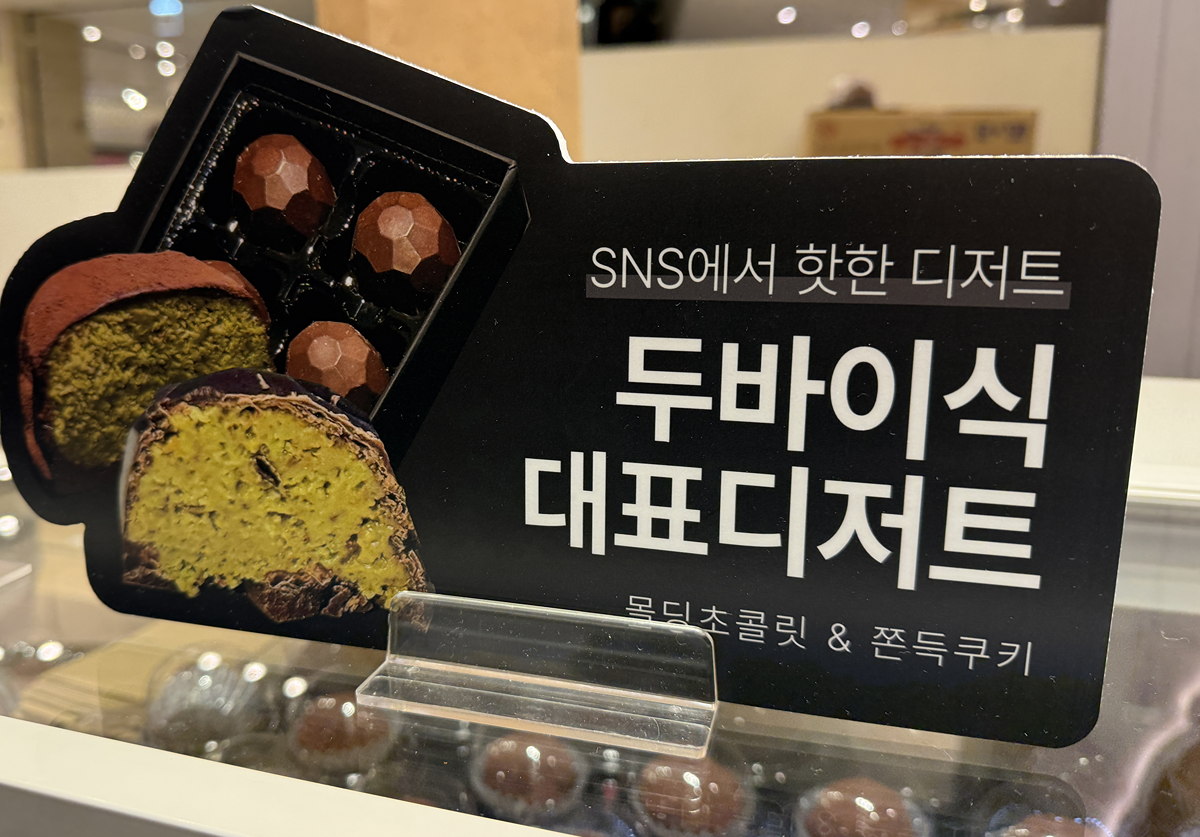 SNS에서 핫한 디저트
두바이식
대표디저트
몰딩초콜릿 & 쫀득쿠키